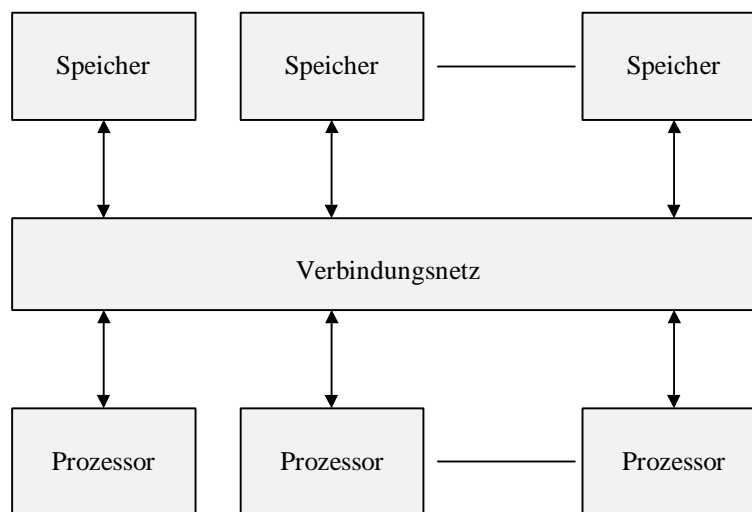 Speicher
Speicher
Speicher
Verbindungsnetz
Prozessor
Prozessor
Prozessor